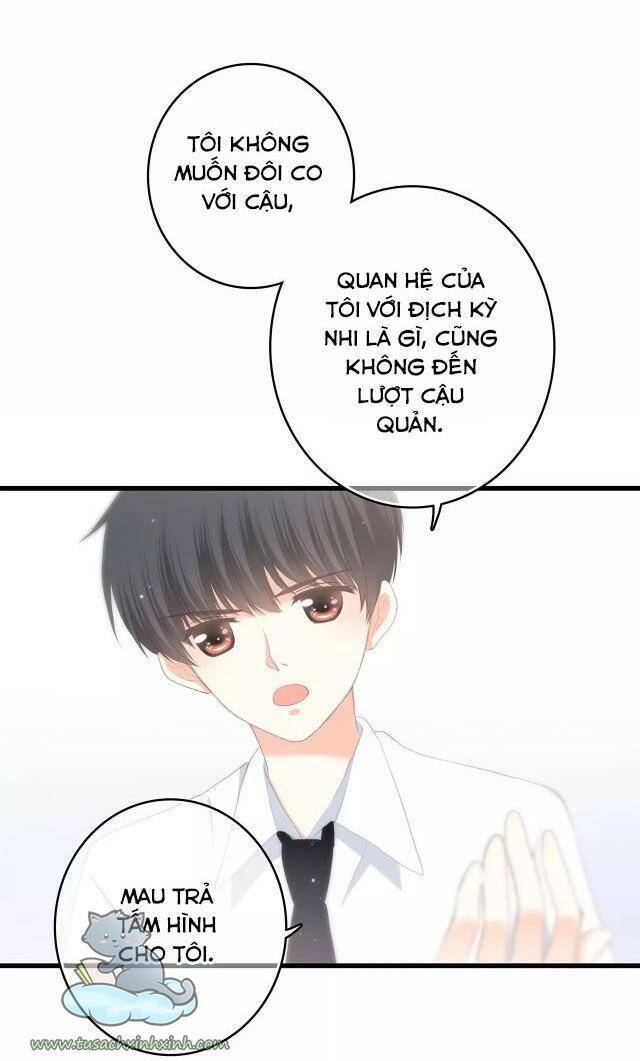 TÔI KHÔNG
MUỐN ĐÔI CO
VỚI CẬU,
QUAN HỆ CỦA
TÔI VỚI ĐỊCH KỲ
NHI LÀ GÌ, CŨNG
KHÔNG ĐẾN
LƯỢT CẬU
QUẢN.
MAU TRẢ
TẤM HÌNH
CHO TÔI.
www.tusachxinhxinh.com